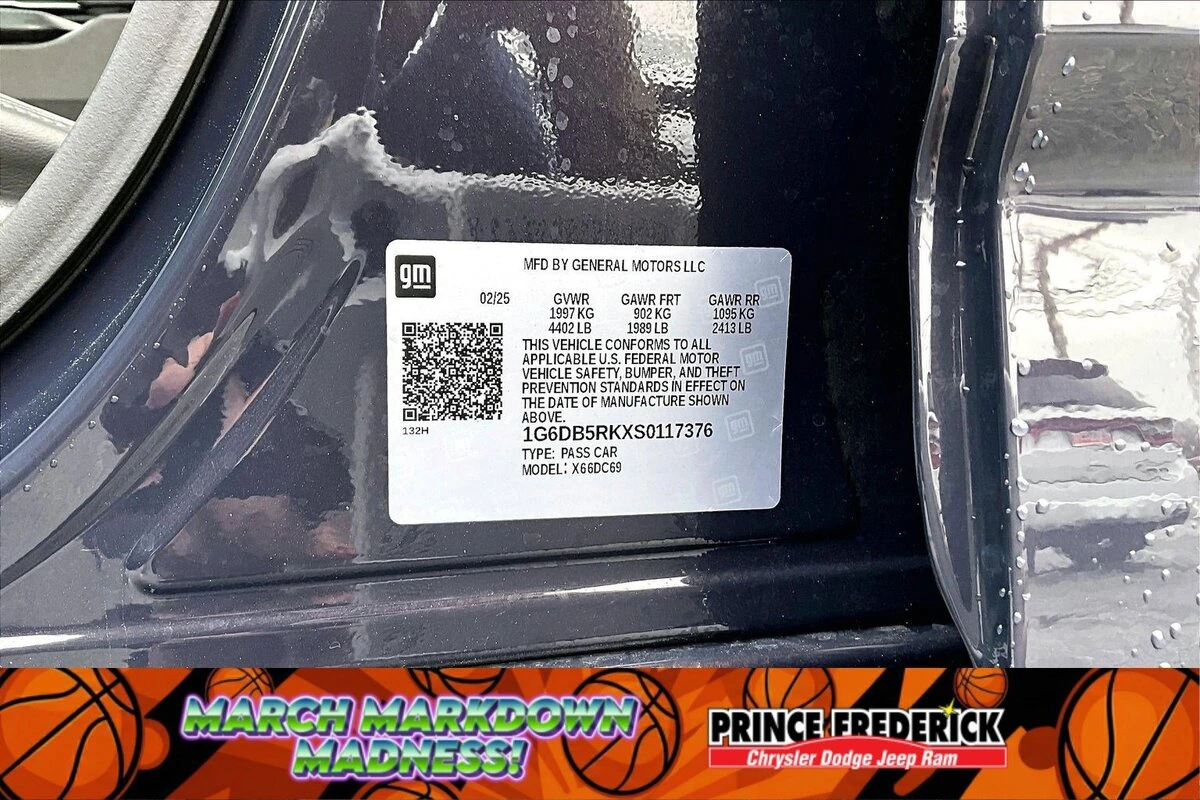 gm
MFD BY GENERAL MOTORS LLC
02/25 GVWR GAWR FRT GAWR RR
1997 KG 902 KG 1095 KG
4402 LB 1989 LB 2413 LB
THIS VEHICLE CONFORMS TO ALL
APPLICABLE U.S. FEDERAL MOTOR
VEHICLE SAFETY, BUMPER, AND THEFT
PREVENTION STANDARDS IN EFFECT ON
THE DATE OF MANUFACTURE SHOWN
ABOVE.
132H
1G6DB5RKXS0117376
TYPE: PASS CAR
MODEL: X66DC69
MARCH MARKDOWN
MADNESS!
PRINCE FREDERICK
Chrysler Dodge Jeep Ram